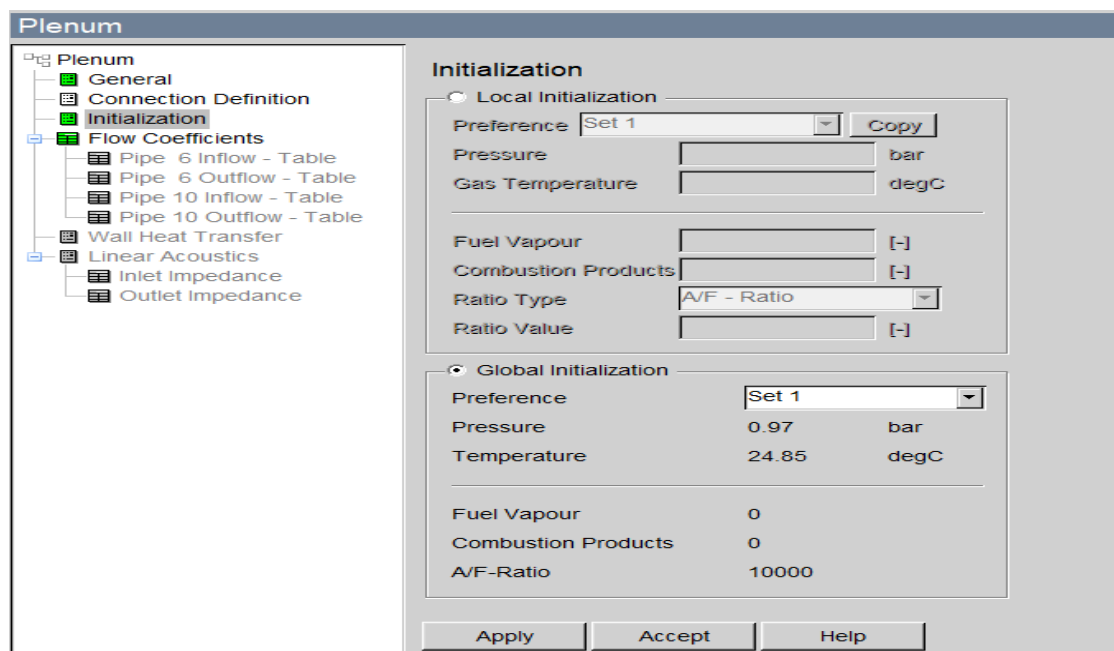 Plenum
Plenum
General
Connection Definition
Initialization
Flow Coefficients
Pipe 6 Inflow - Table
Pipe 6 Outflow - Table
Pipe 10 Inflow - Table
Pipe 10 Outflow - Table
Wall Heat Transfer
Linear Acoustics
Inlet Impedance
Outlet Impedance
Initialization
Local Initialization
Preference Set 1 Copy
Pressure bar
Gas Temperature degC
Fuel Vapour [-]
Combustion Products [-]
Ratio Type A/F - Ratio
Ratio Value [-]
Global Initialization
Preference Set 1
Pressure 0.97 bar
Temperature 24.85 degC
Fuel Vapour 0
Combustion Products 0
A/F-Ratio 10000
Apply Accept Help